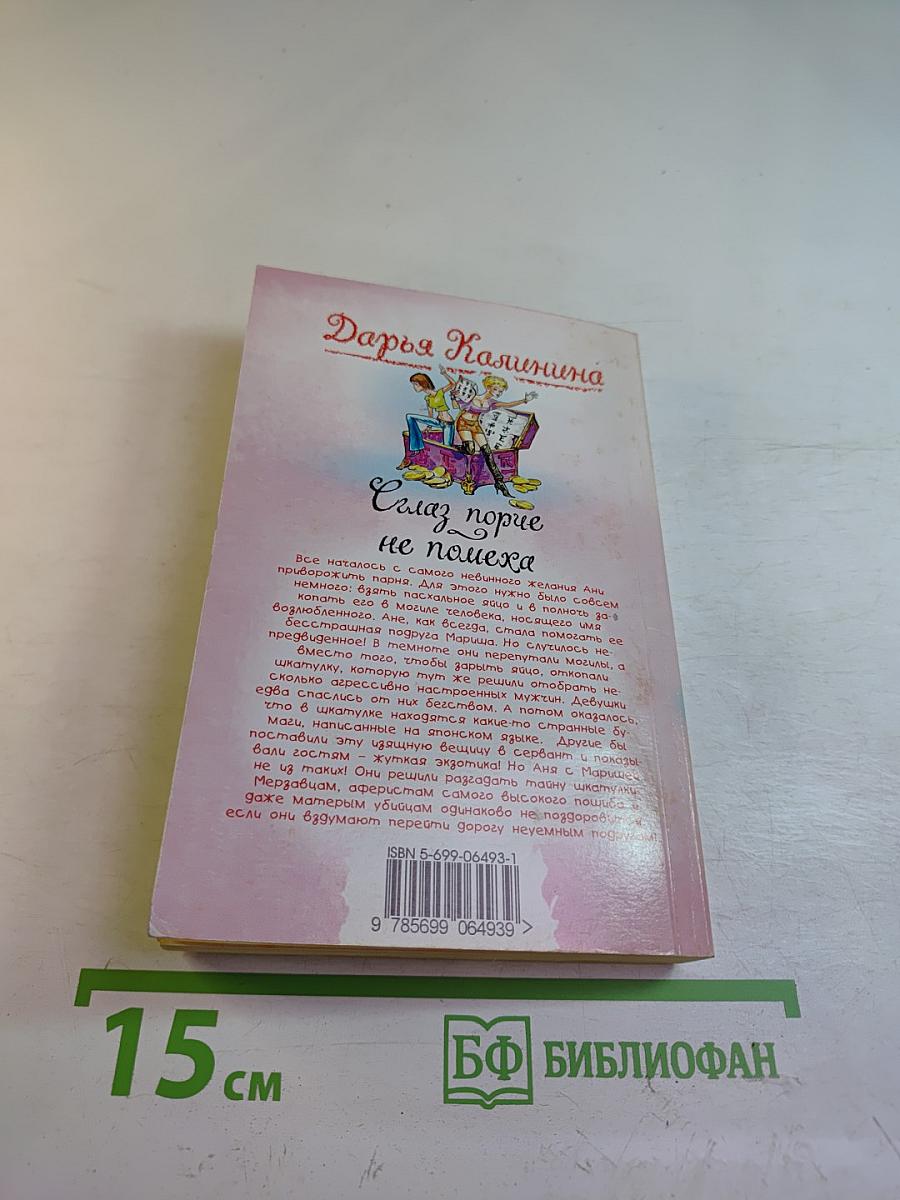 Дарья Калинина
Сглаз порче
не помеха
Все началось с самого невинного желания Ани
приворожить парня. Для этого нужно было совсем
немного: взять пасхальное яйцо и в полночь за-
копать его в могиле человека, носящего имя
возлюбленного. Ане, как всегда, стала помогать ее
бесстрашная подруга Мариша. Но случилось не-
предвиденное! В темноте они перепутали могилы, а
вместо того, чтобы зарыть яйцо, откопали
шкатулку, которую тут же решили отобрать не-
сколько агрессивно настроенных мужчин. Девушки
едва спаслись от них бегством. А потом оказалось,
что в шкатулке находятся какие-то странные бу-
маги, написанные на японском языке. Другие бы
поставили эту изящную вещицу в сервант и показы-
вали гостям – жуткая экзотика! Но Аня с Маришей
не из таких! Они решили разгадать тайну шкатулки.
Мерзавцам, аферистам самого высокого пошиба и
даже матерым убийцам одинаково не поздоровится,
если они вздумают перейти дорогу неуемным подругам!
ISBN 5-699-06493-1
9 785699 064939 >
15 см
БФ БИБЛИОФАН